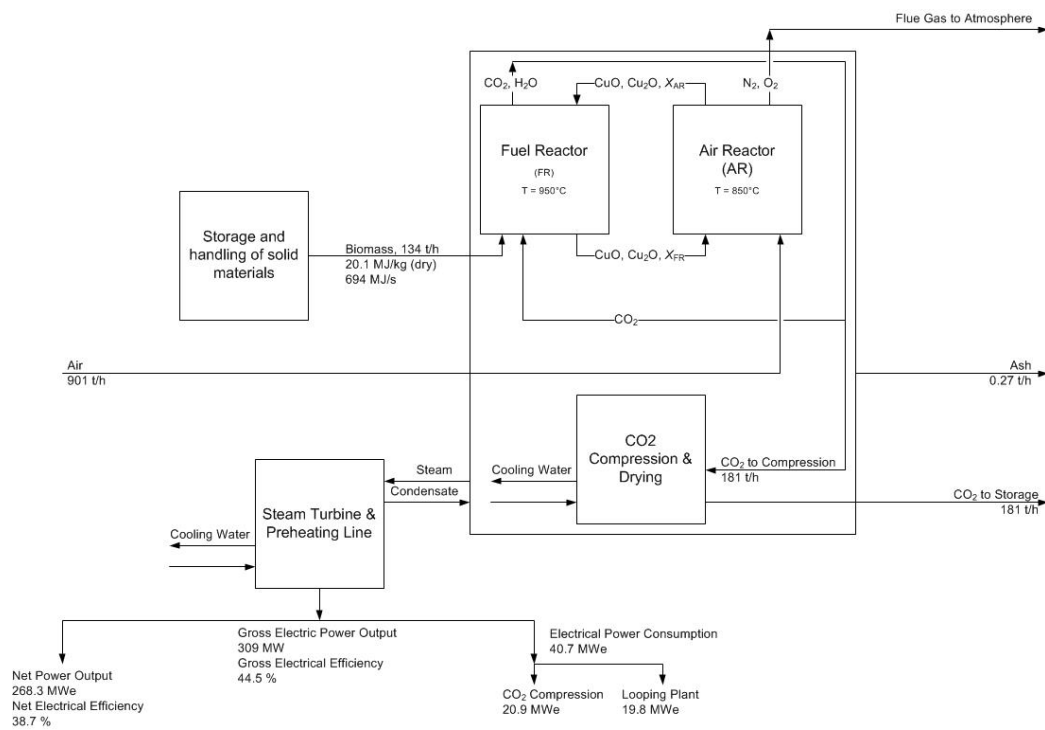 Flue Gas to Atmosphere
CO₂, H₂O
CuO, Cu₂O, X_AR
N₂, O₂
Fuel Reactor
(FR)
T = 950°C
Air Reactor
(AR)
T = 850°C
Storage and
handling of solid
materials
Biomass, 134 t/h
20.1 MJ/kg (dry)
694 MJ/s
CuO, Cu₂O, X_FR
CO₂
Air
901 t/h
Ash
0.27 t/h
CO2
Compression &
Drying
CO₂ to Compression
181 t/h
Steam
Cooling Water
Condensate
CO₂ to Storage
181 t/h
Steam Turbine &
Preheating Line
Cooling Water
Gross Electric Power Output
309 MW
Gross Electrical Efficiency
44.5 %
Electrical Power Consumption
40.7 MWe
Net Power Output
268.3 MWe
Net Electrical Efficiency
38.7 %
CO₂ Compression
20.9 MWe
Looping Plant
19.8 MWe